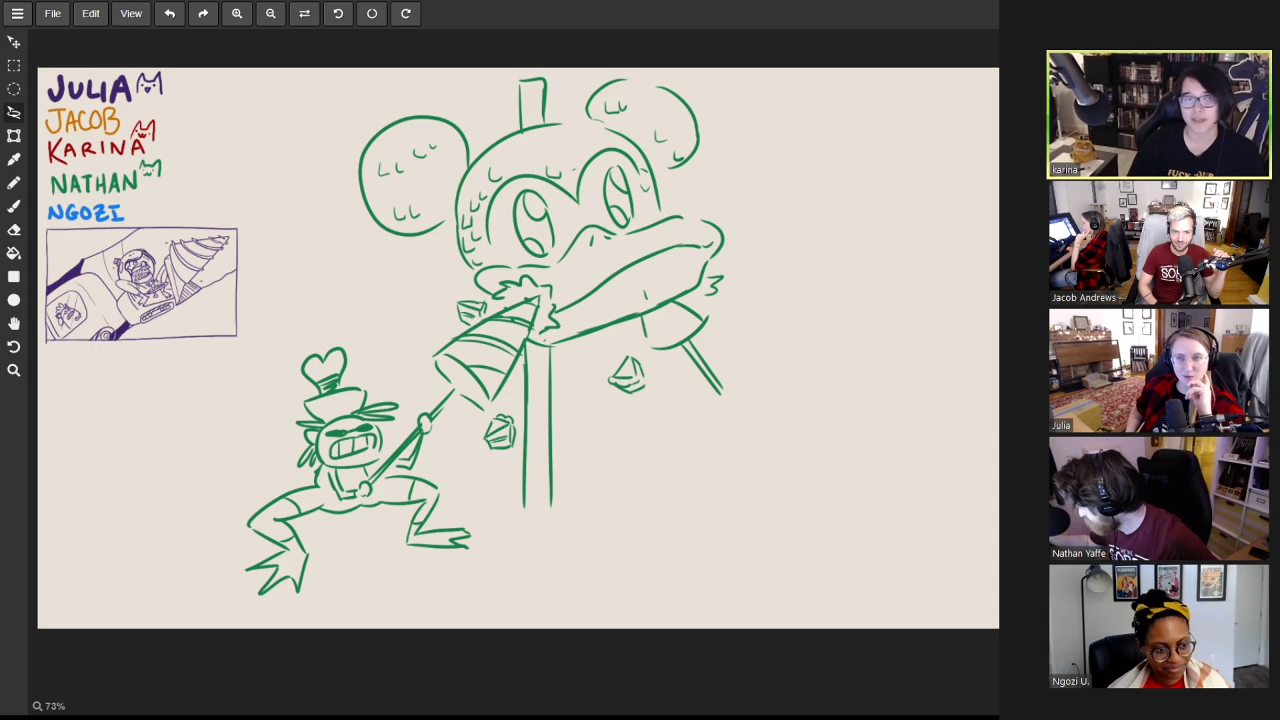 File Edit View
JULIA
JACOB
KARINA
NATHAN
NGOZI
73%
karina
Jacob Andrews
Julia
Nathan Yaffe
Ngozi U.